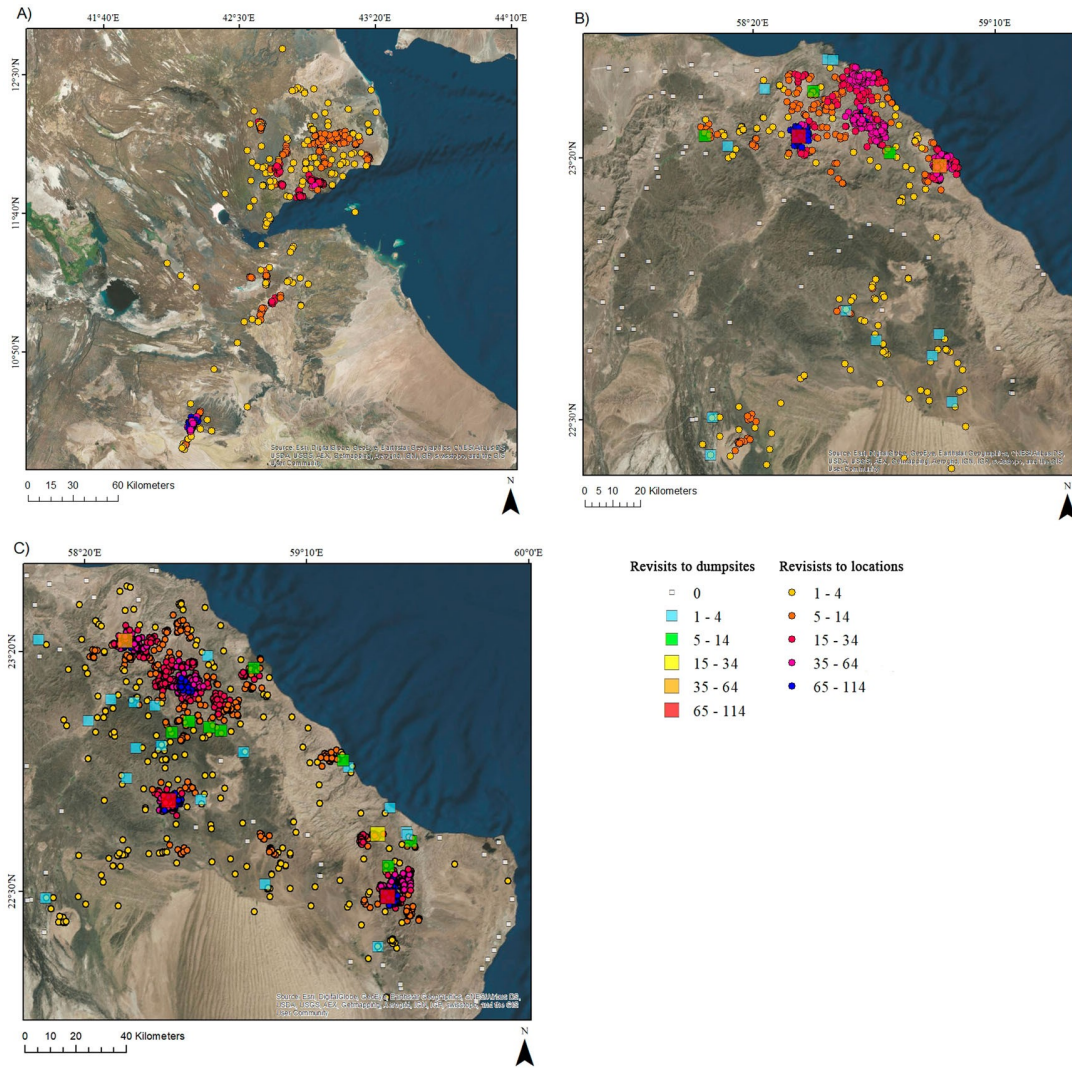 A)
41°40'E 42°30'E 43°20'E 44°10'E
12°30'N
11°40'N
10°50'N
0 15 30 60 Kilometers
N
B)
58°20'E 59°10'E
23°20'N
22°30'N
0 5 10 20 Kilometers
N
C)
58°20'E 59°10'E 60°0'E
23°20'N
22°30'N
0 10 20 40 Kilometers
N
Revisits to dumpsites Revisists to locations
0 1 - 4
1 - 4 5 - 14
5 - 14 15 - 34
15 - 34 35 - 64
35 - 64 65 - 114
65 - 114